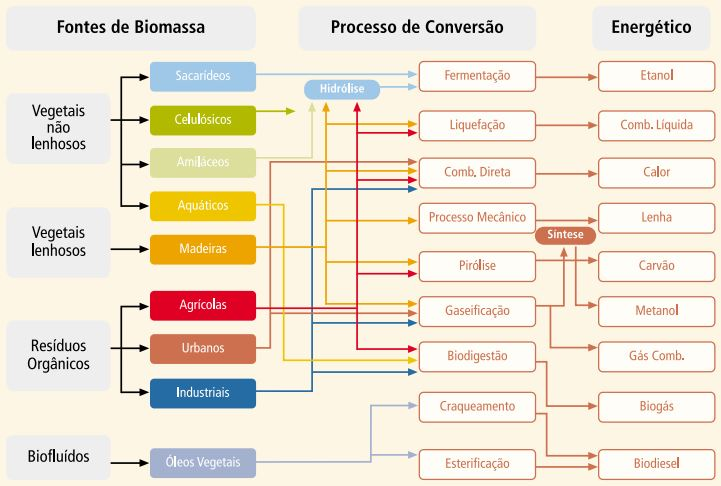 Fontes de Biomassa
Processo de Conversão
Energético
Vegetais
não
lenhosos
Vegetais
lenhosos
Resíduos
Orgânicos
Biofluídos
Sacarídeos
Celulósicos
Amiláceos
Aquáticos
Madeiras
Agrícolas
Urbanos
Industriais
Óleos Vegetais
Hidrólise
Fermentação
Liquefação
Comb. Direta
Processo Mecânico
Síntese
Pirólise
Gaseificação
Biodigestão
Craqueamento
Esterificação
Etanol
Comb. Líquida
Calor
Lenha
Carvão
Metanol
Gás Comb.
Biogás
Biodiesel